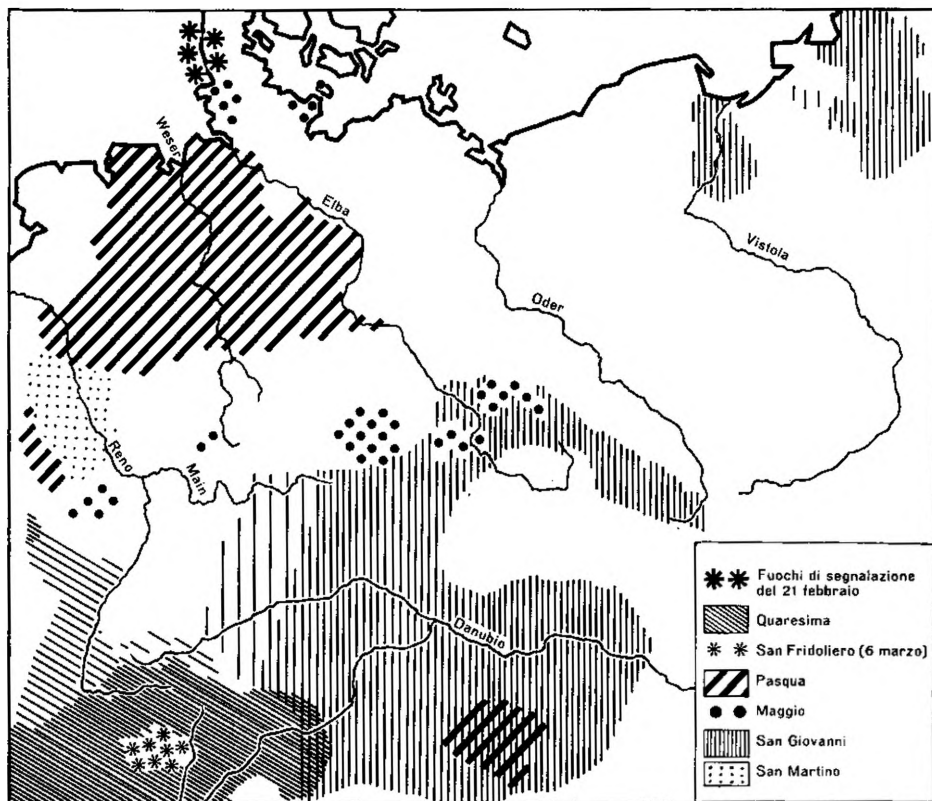 Weser
Elba
Vistola
Oder
Reno
Main
Danubio
Fuochi di segnalazione
del 21 febbraio
Quaresima
San Fridoliero (6 marzo)
Pasqua
Maggio
San Giovanni
San Martino